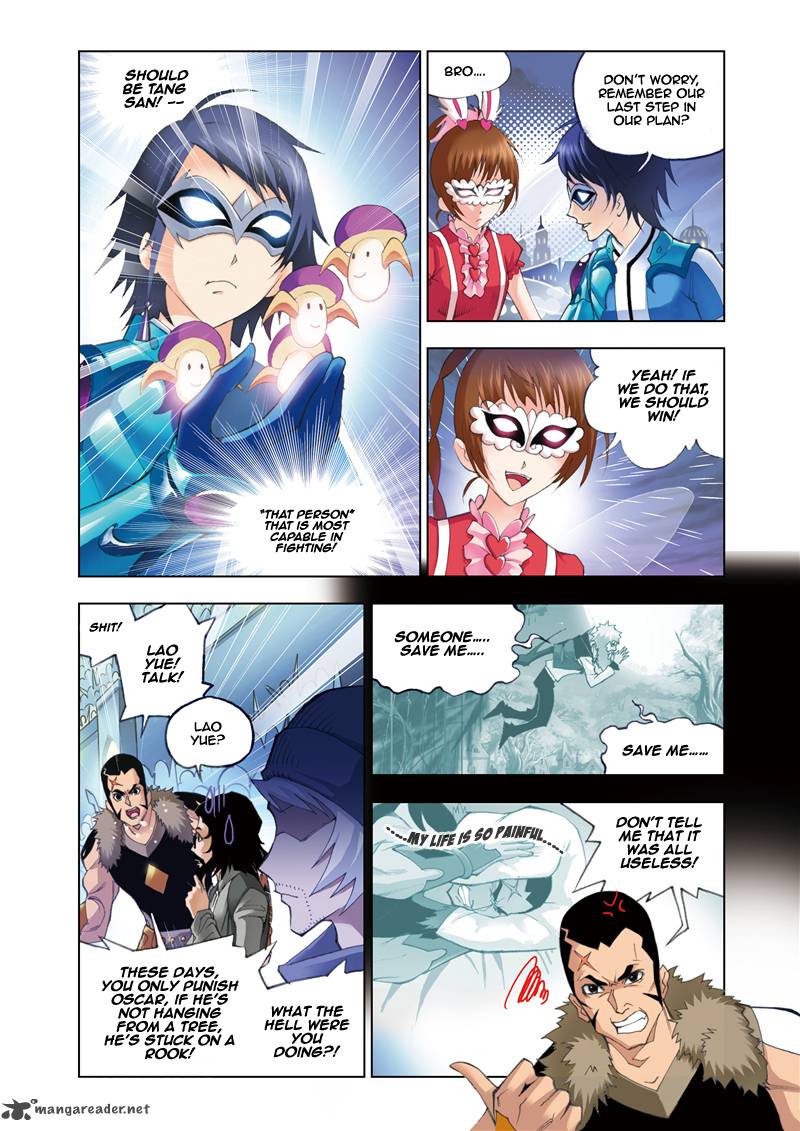 SHOULD
BE TANG
SAN! --
"THAT PERSON"
THAT IS MOST
CAPABLE IN
FIGHTING!
BRO....
DON'T WORRY,
REMEMBER OUR
LAST STEP
IN
OUR PLAN?
YEAH! IF
WE DO THAT,
WE SHOULD
WIN!
SHIT!
LAO
YUE!
TALK!
LAO
YUE?
THESE DAYS,
YOU ONLY PUNISH
OSCAR, IF HE'S
NOT HANGING
FROM A TREE,
HE'S STUCK ON A
ROOK!
WHAT THE
HELL WERE
YOU
DOING?!
SOMEONE.....
SAVE ME.....
SAVE ME......
.....MY LIFE IS SO PAINFUL.....
DON'T TELL
ME THAT IT
WAS ALL
USELESS!
mangareader.net